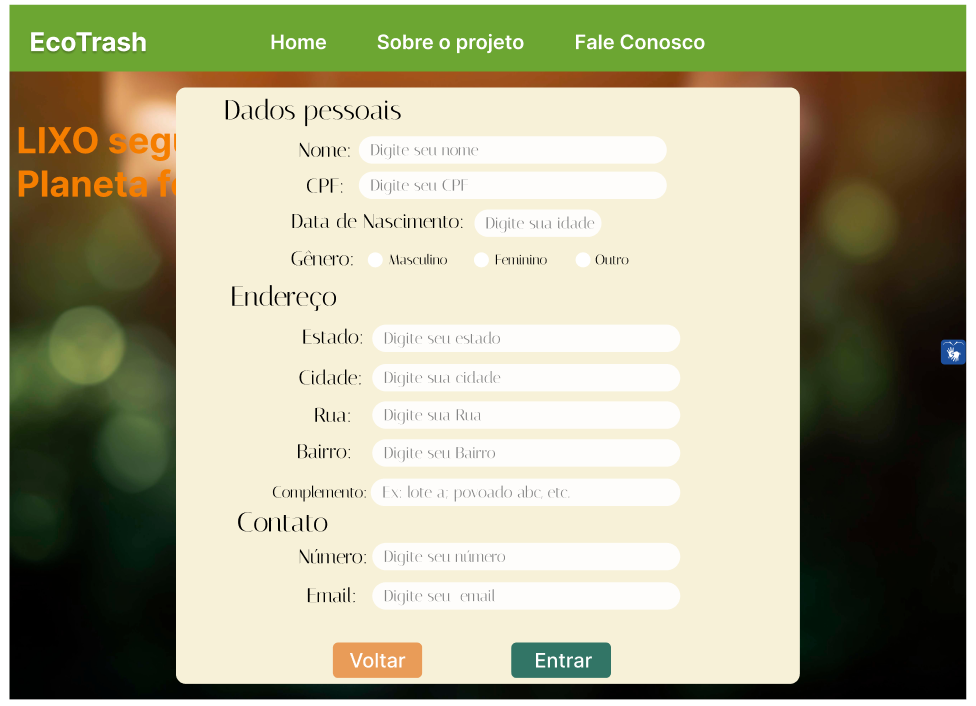 EcoTrash Home Sobre o projeto Fale Conosco
LIXO
Planeta
Dados pessoais
Nome: Digite seu nome
CPF: Digite seu CPF
Data de Nascimento: Digite sua idade
Gênero: Masculino Feminino Outro
Endereço
Estado: Digite seu estado
Cidade: Digite sua cidade
Rua: Digite sua Rua
Bairro: Digite seu Bairro
Complemento: Ex: lote a; povoado abc, etc.
Contato
Número: Digite seu número
Email: Digite seu email
Voltar Entrar